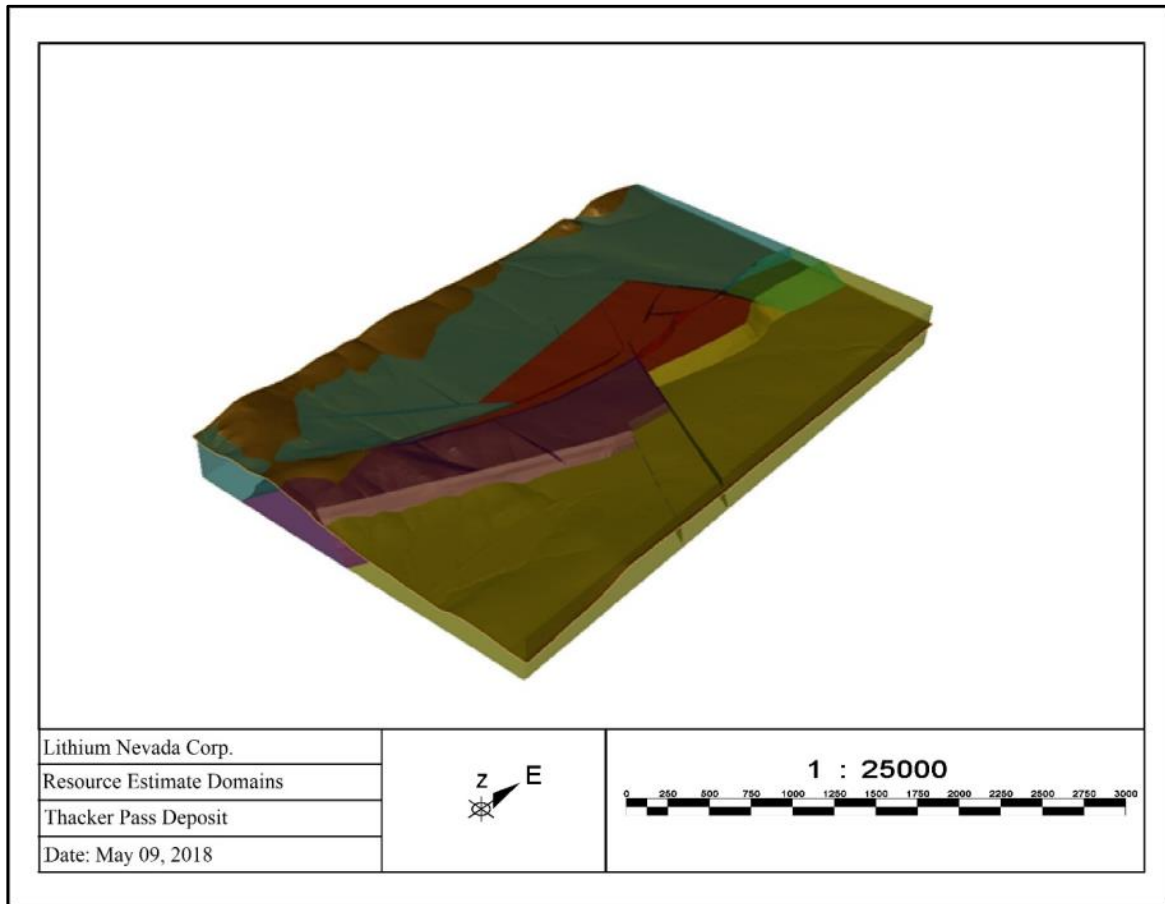 Lithium Nevada Corp.
Resource Estimate Domains
Thacker Pass Deposit
Date: May 09, 2018
Z E
1 : 25000
0 250 500 750 1000 1250 1500 1750 2000 2250 2500 2750 3000